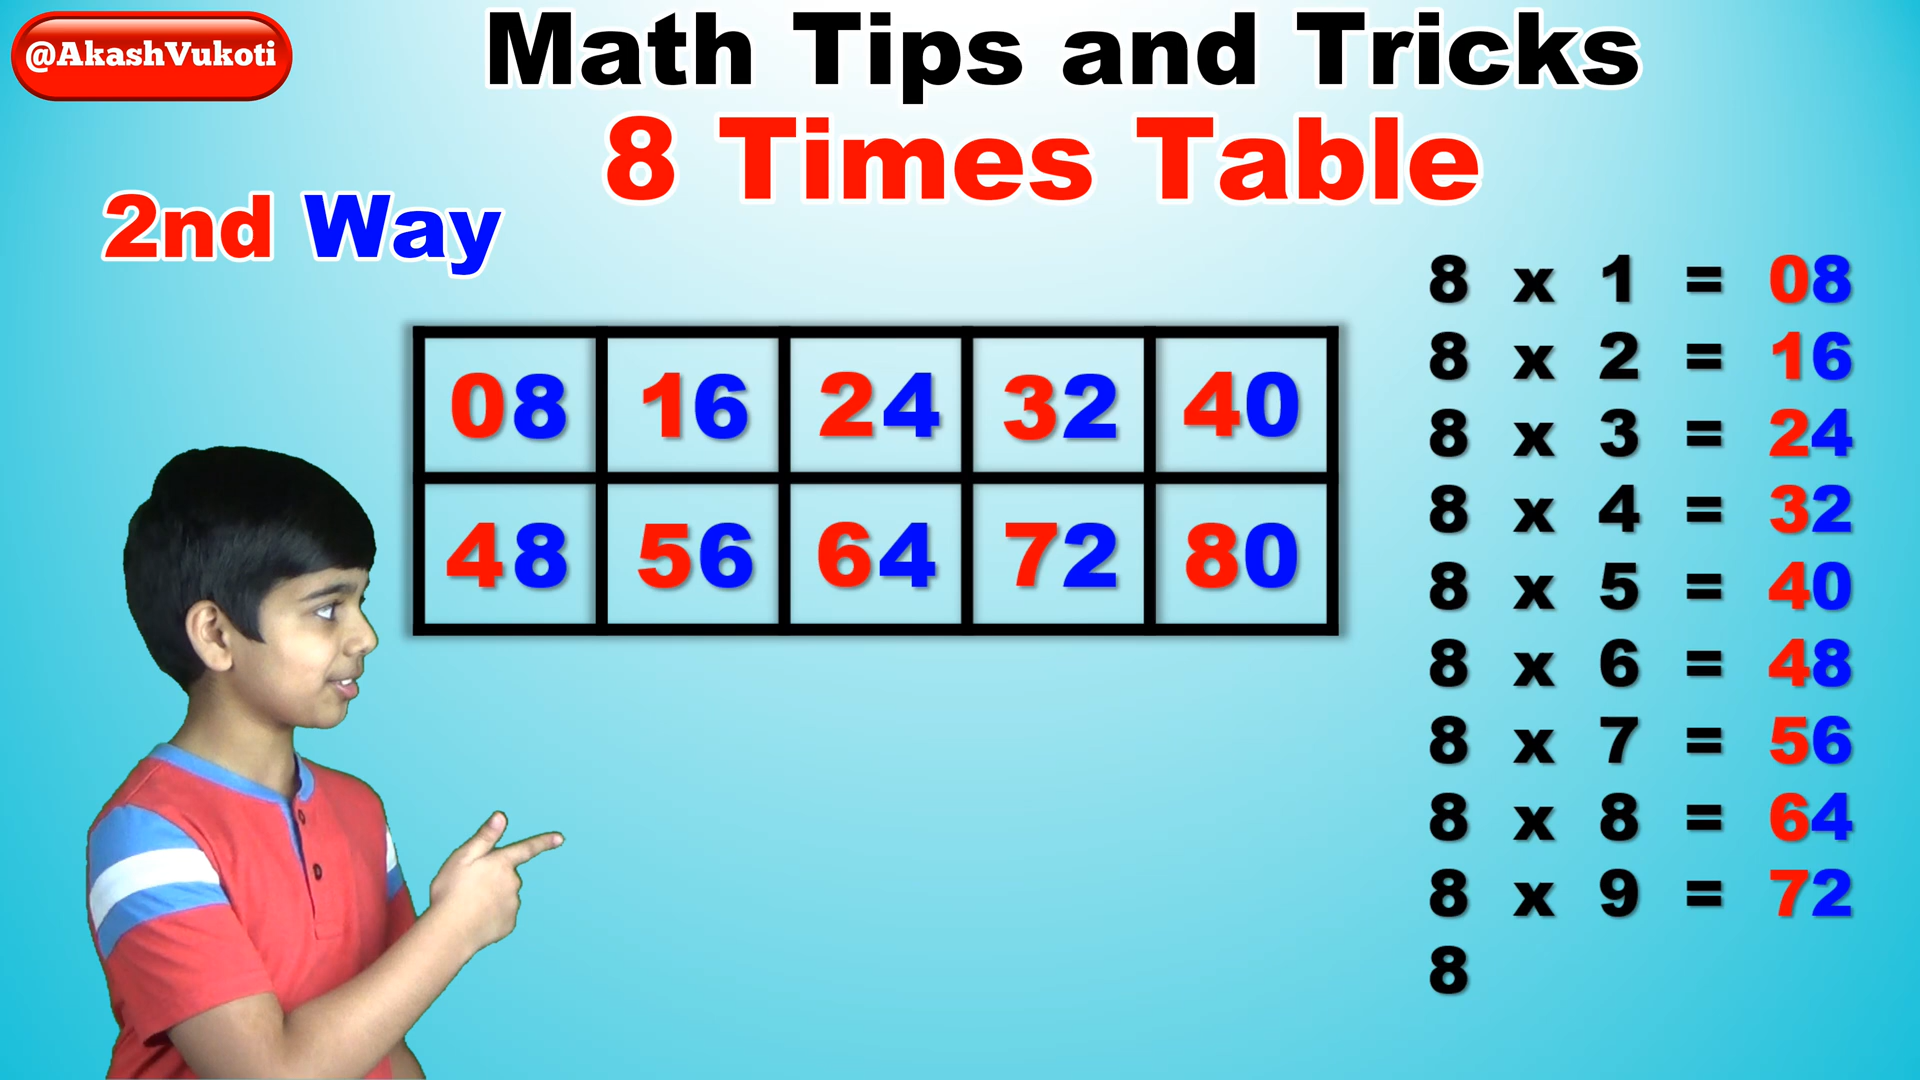 @AkashVukoti
Math Tips and Tricks
8 Times Table
2nd Way
08 16 24 32 40
48 56 64 72 80
8 x 1 = 08
8 x 2 = 16
8 x 3 = 24
8 x 4 = 32
8 x 5 = 40
8 x 6 = 48
8 x 7 = 56
8 x 8 = 64
8 x 9 = 72
8